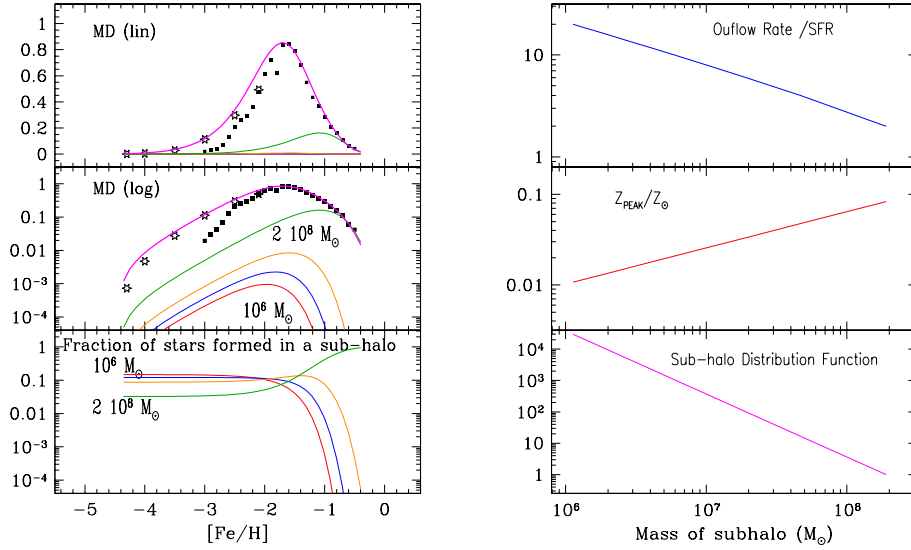 MD (lin)
1
0.8
0.6
0.4
0.2
0
MD (log)
1
0.1
0.01
10⁻³
10⁻⁴
2 10⁸ M⊙
10⁶ M⊙
Fraction of stars formed in a sub-halo
1
0.1
0.01
10⁻³
10⁻⁴
10⁶ M⊙
2 10⁸ M⊙
−5 −4 −3 −2 −1 0
[Fe/H]
Ouflow Rate /SFR
10
1
Z_PEAK/Z⊙
0.1
0.01
Sub-halo Distribution Function
10⁴
10³
10²
10
1
10⁶ 10⁷ 10⁸
Mass of subhalo (M⊙)